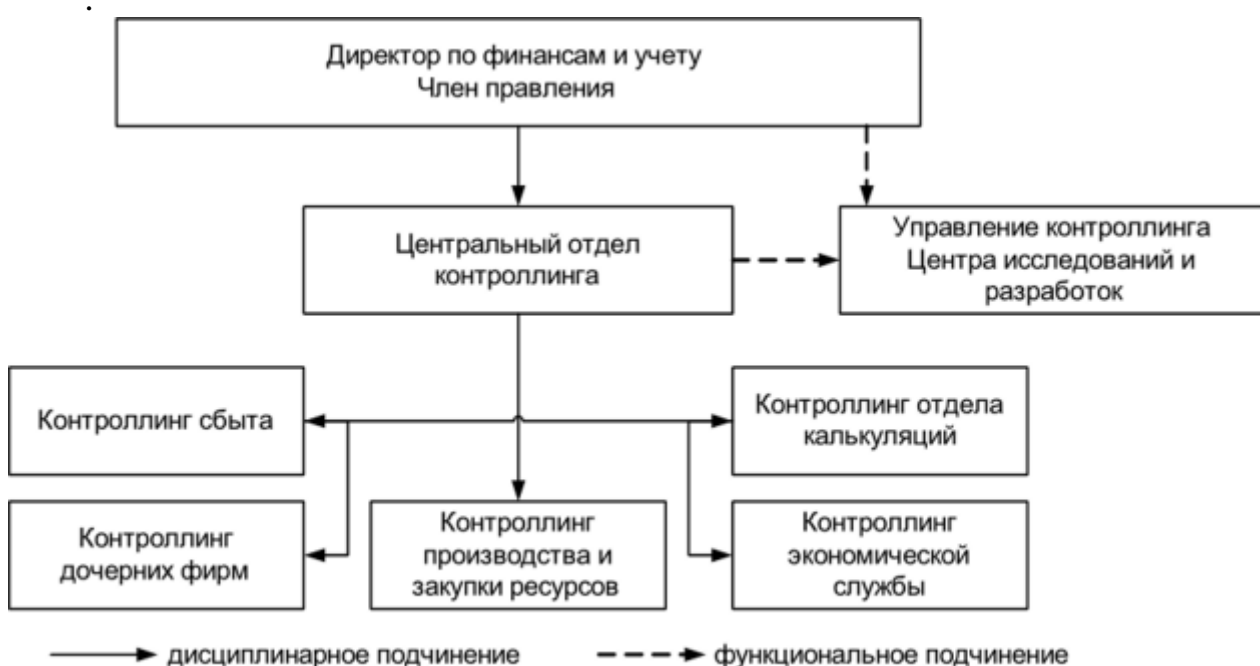 .
Директор по финансам и учету
Член правления
Центральный отдел
контроллинга
Управление контроллинга
Центра исследований и
разработок
Контроллинг сбыта
Контроллинг отдела
калькуляций
Контроллинг
дочерних фирм
Контроллинг
производства и
закупки ресурсов
Контроллинг
экономической
службы
дисциплинарное подчинение
функциональное подчинение